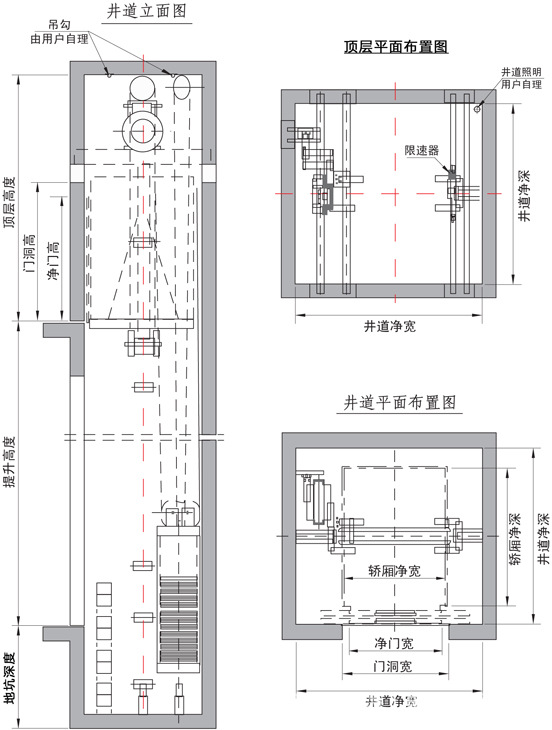 井道立面图
吊勾
由用户自理
顶层高度
门洞高
净门高
提升高度
地坑深度
顶层平面布置图
井道照明
用户自理
限速器
井道净深
井道净宽
井道平面布置图
轿厢净宽
轿厢净深
井道净深
净门宽
门洞宽
井道净宽